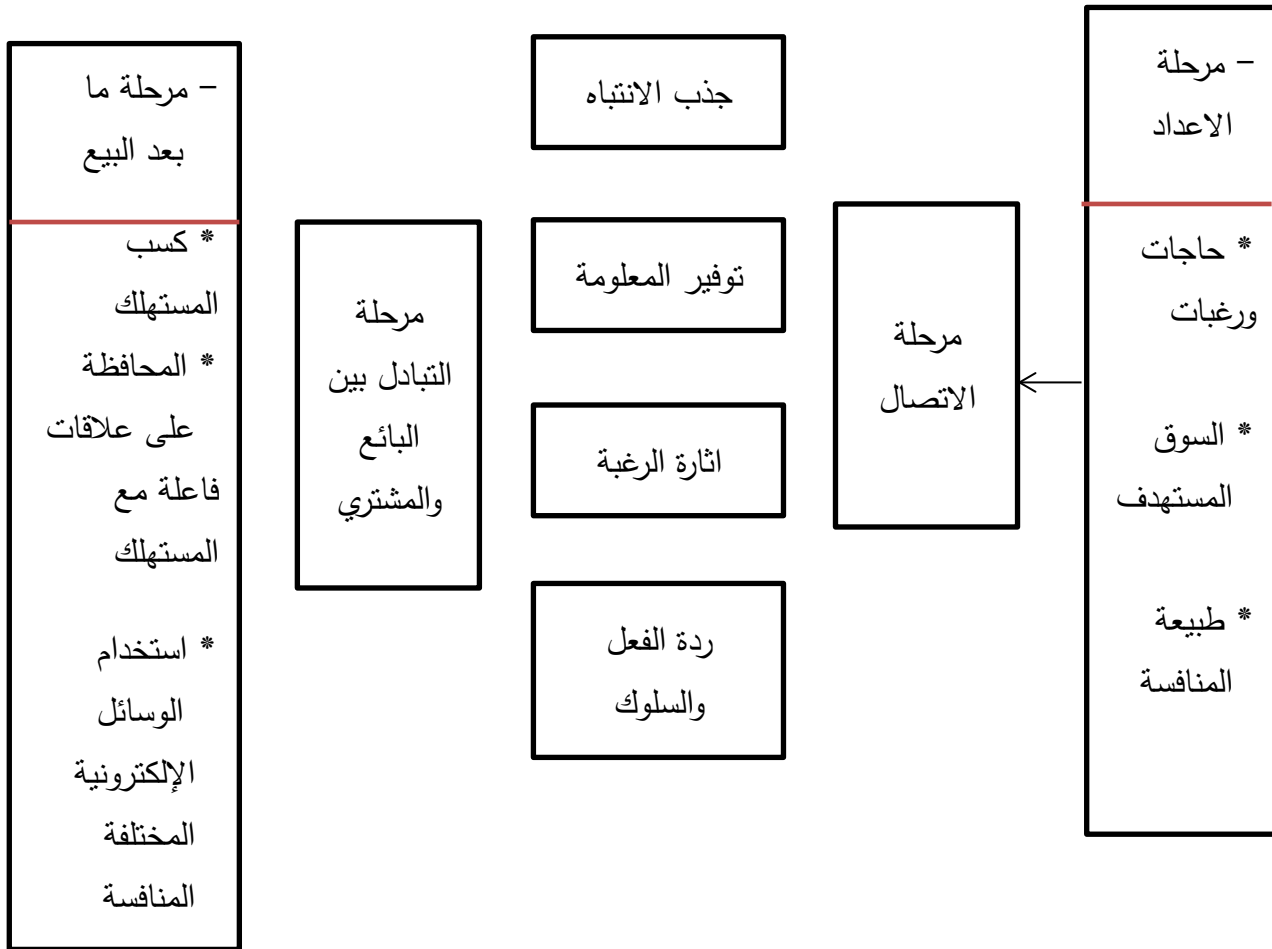 – مرحلة
الاعداد
* حاجات
ورغبات
* السوق
المستهدف
* طبيعة
المنافسة
مرحلة
الاتصال
جذب الانتباه
توفير المعلومة
اثارة الرغبة
ردة الفعل
والسلوك
مرحلة
التبادل بين
البائع
والمشتري
– مرحلة ما
بعد البيع
* كسب
المستهلك
* المحافظة
على علاقات
فاعلة مع
المستهلك
* استخدام
الوسائل
الإلكترونية
المختلفة
المنافسة